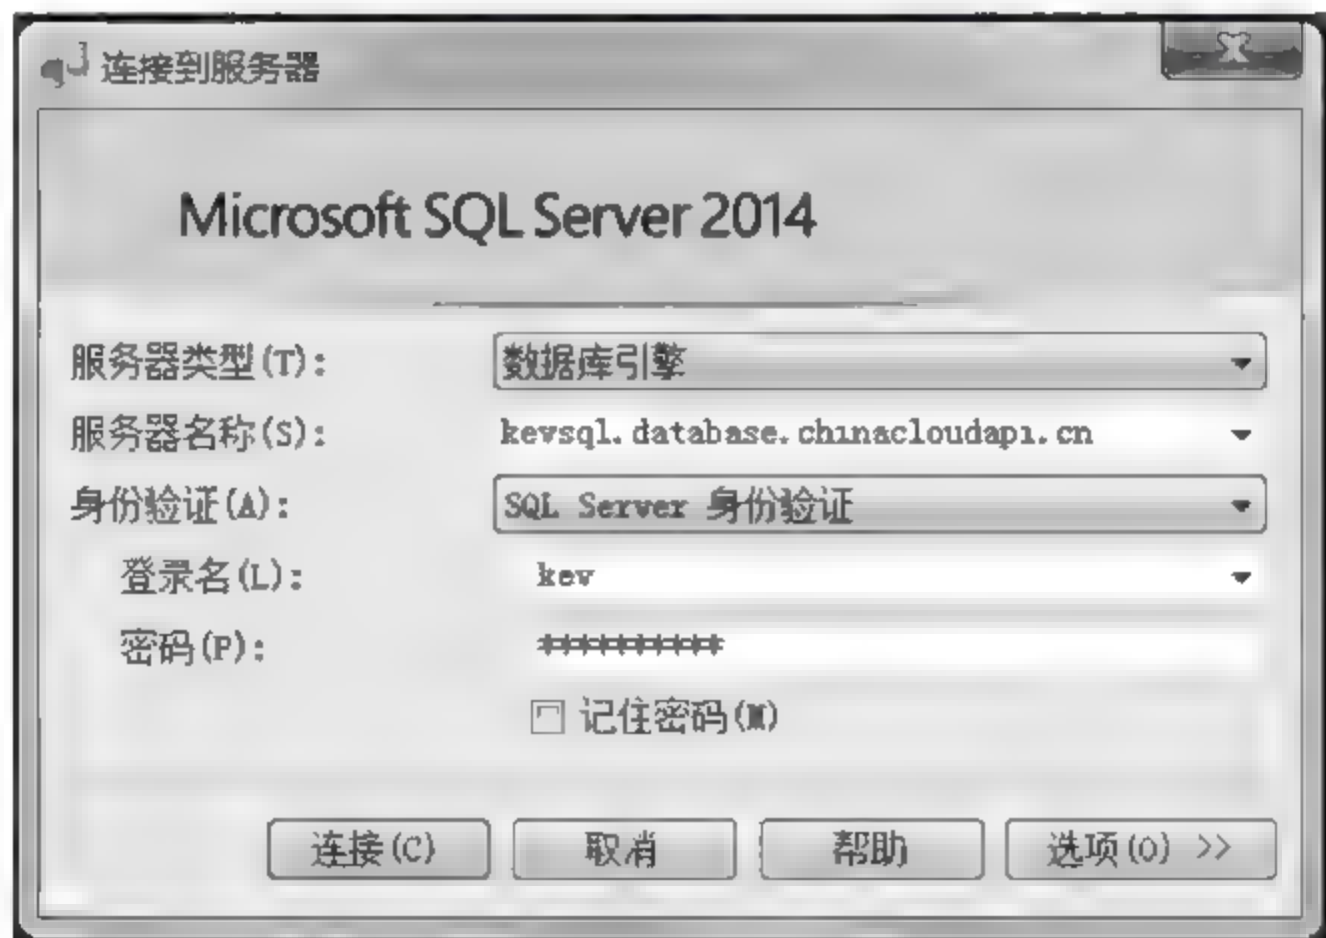 连接到服务器
Microsoft SQL Server 2014
服务器类型(T): 数据库引擎
服务器名称(S): kevsql.database.chinacloudapi.cn
身份验证(A): SQL Server 身份验证
登录名(L): kev
密码(P): **********
记住密码(M)
连接(C) 取消 帮助 选项(O) >>